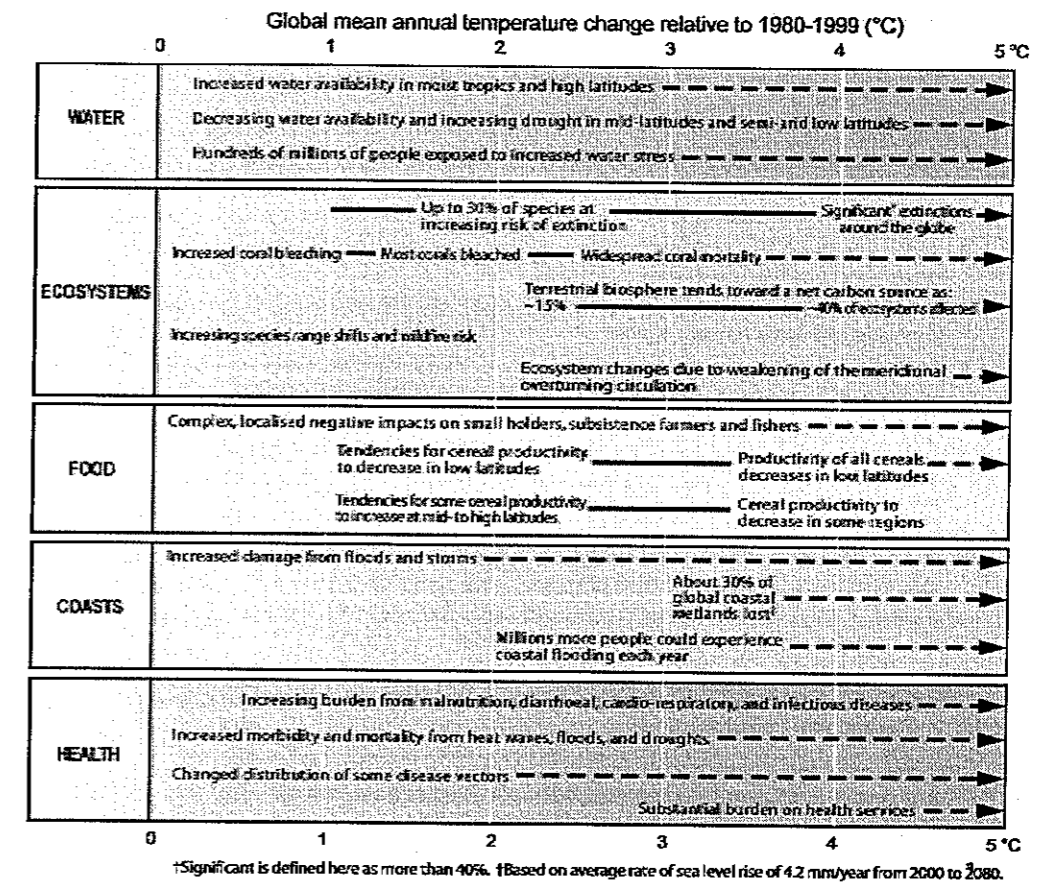 Global mean annual temperature change relative to 1980-1999 (°C)
0 1 2 3 4 5 °C
WATER
Increased water availability in moist tropics and high latitudes
Decreasing water availability and increasing drought in mid-latitudes and semi-arid low latitudes
Hundreds of millions of people exposed to increased water stress
ECOSYSTEMS
Up to 30% of species at
increasing risk of extinction
Significant† extinctions
around the globe
Increased coral bleaching Most corals bleached Widespread coral mortality
Terrestrial biosphere tends toward a net carbon source as:
~15% ~40% of ecosystems affected
Increasing species range shifts and wildfire risk
Ecosystem changes due to weakening of the meridional
overturning circulation
FOOD
Complex, localised negative impacts on small holders, subsistence farmers and fishers
Tendencies for cereal productivity
to decrease in low latitudes
Productivity of all cereals
decreases in low latitudes
Tendencies for some cereal productivity
to increase at mid- to high latitudes
Cereal productivity to
decrease in some regions
COASTS
Increased damage from floods and storms
About 30% of
global coastal
wetlands lost‡
Millions more people could experience
coastal flooding each year
HEALTH
Increasing burden from malnutrition, diarrhoeal, cardio-respiratory, and infectious diseases
Increased morbidity and mortality from heat waves, floods, and droughts
Changed distribution of some disease vectors
Substantial burden on health services
0 1 2 3 4 5 °C
†Significant is defined here as more than 40%. ‡Based on average rate of sea level rise of 4.2 mm/year from 2000 to 2080.